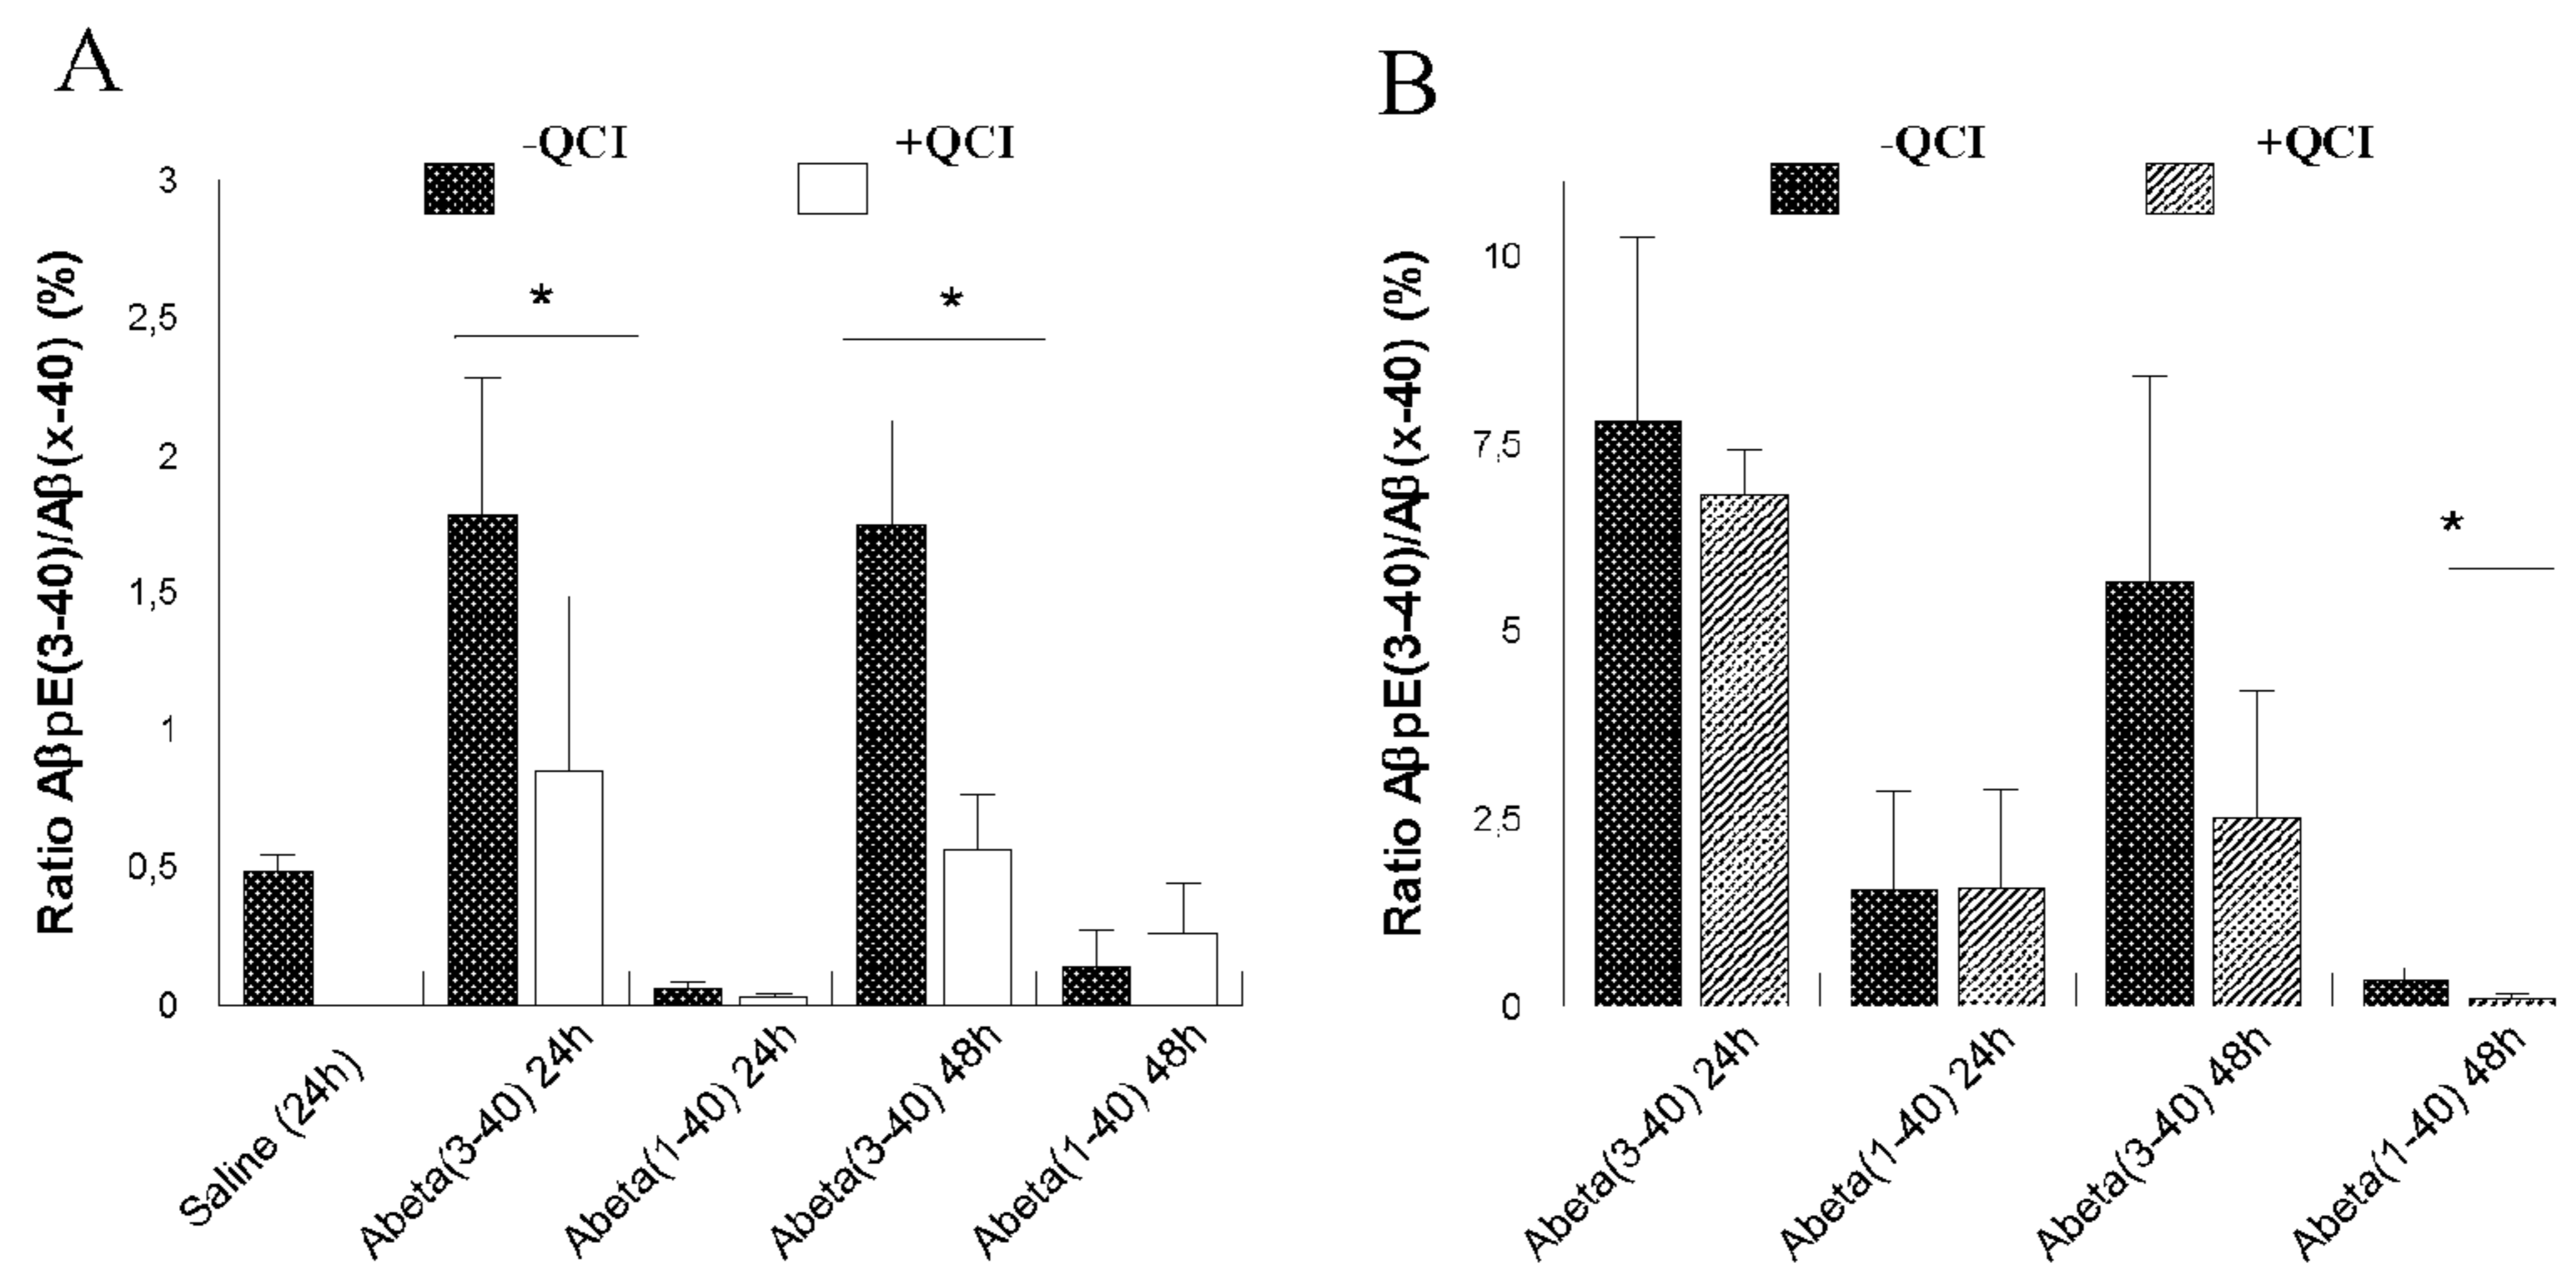 A
-QCI +QCI
Ratio AβpE(3-40)/Aβ(x-40) (%)
3
2,5
2
1,5
1
0,5
0
*
*
Saline (24h)
Abeta(3-40) 24h
Abeta(1-40) 24h
Abeta(3-40) 48h
Abeta(1-40) 48h
B
-QCI +QCI
Ratio AβpE(3-40)/Aβ(x-40) (%)
10
7,5
5
2,5
0
*
Abeta(3-40) 24h
Abeta(1-40) 24h
Abeta(3-40) 48h
Abeta(1-40) 48h